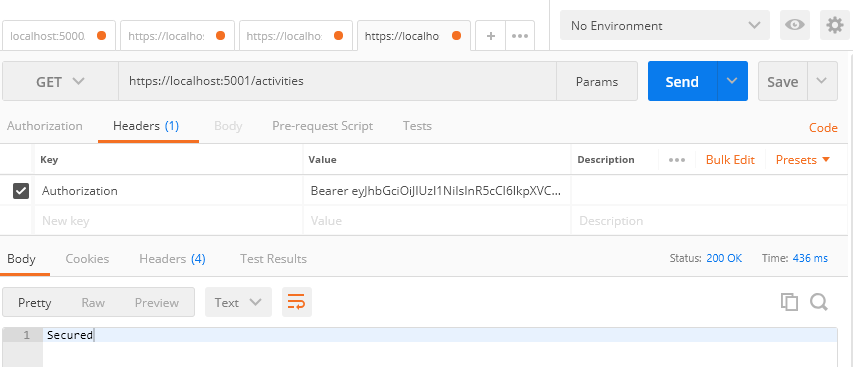 localhost:5000. https://localho: https://localho: https://localho + ••• No Environment
GET https://localhost:5001/activities Params Send Save
Authorization Headers (1) Body Pre-request Script Tests Code
Key Value Description ••• Bulk Edit Presets
Authorization Bearer eyJhbGciOiJIUzI1NiIsInR5cCI6IkpXVC...
New key Value Description
Body Cookies Headers (4) Test Results Status: 200 OK Time: 436 ms
Pretty Raw Preview Text
1 Secured